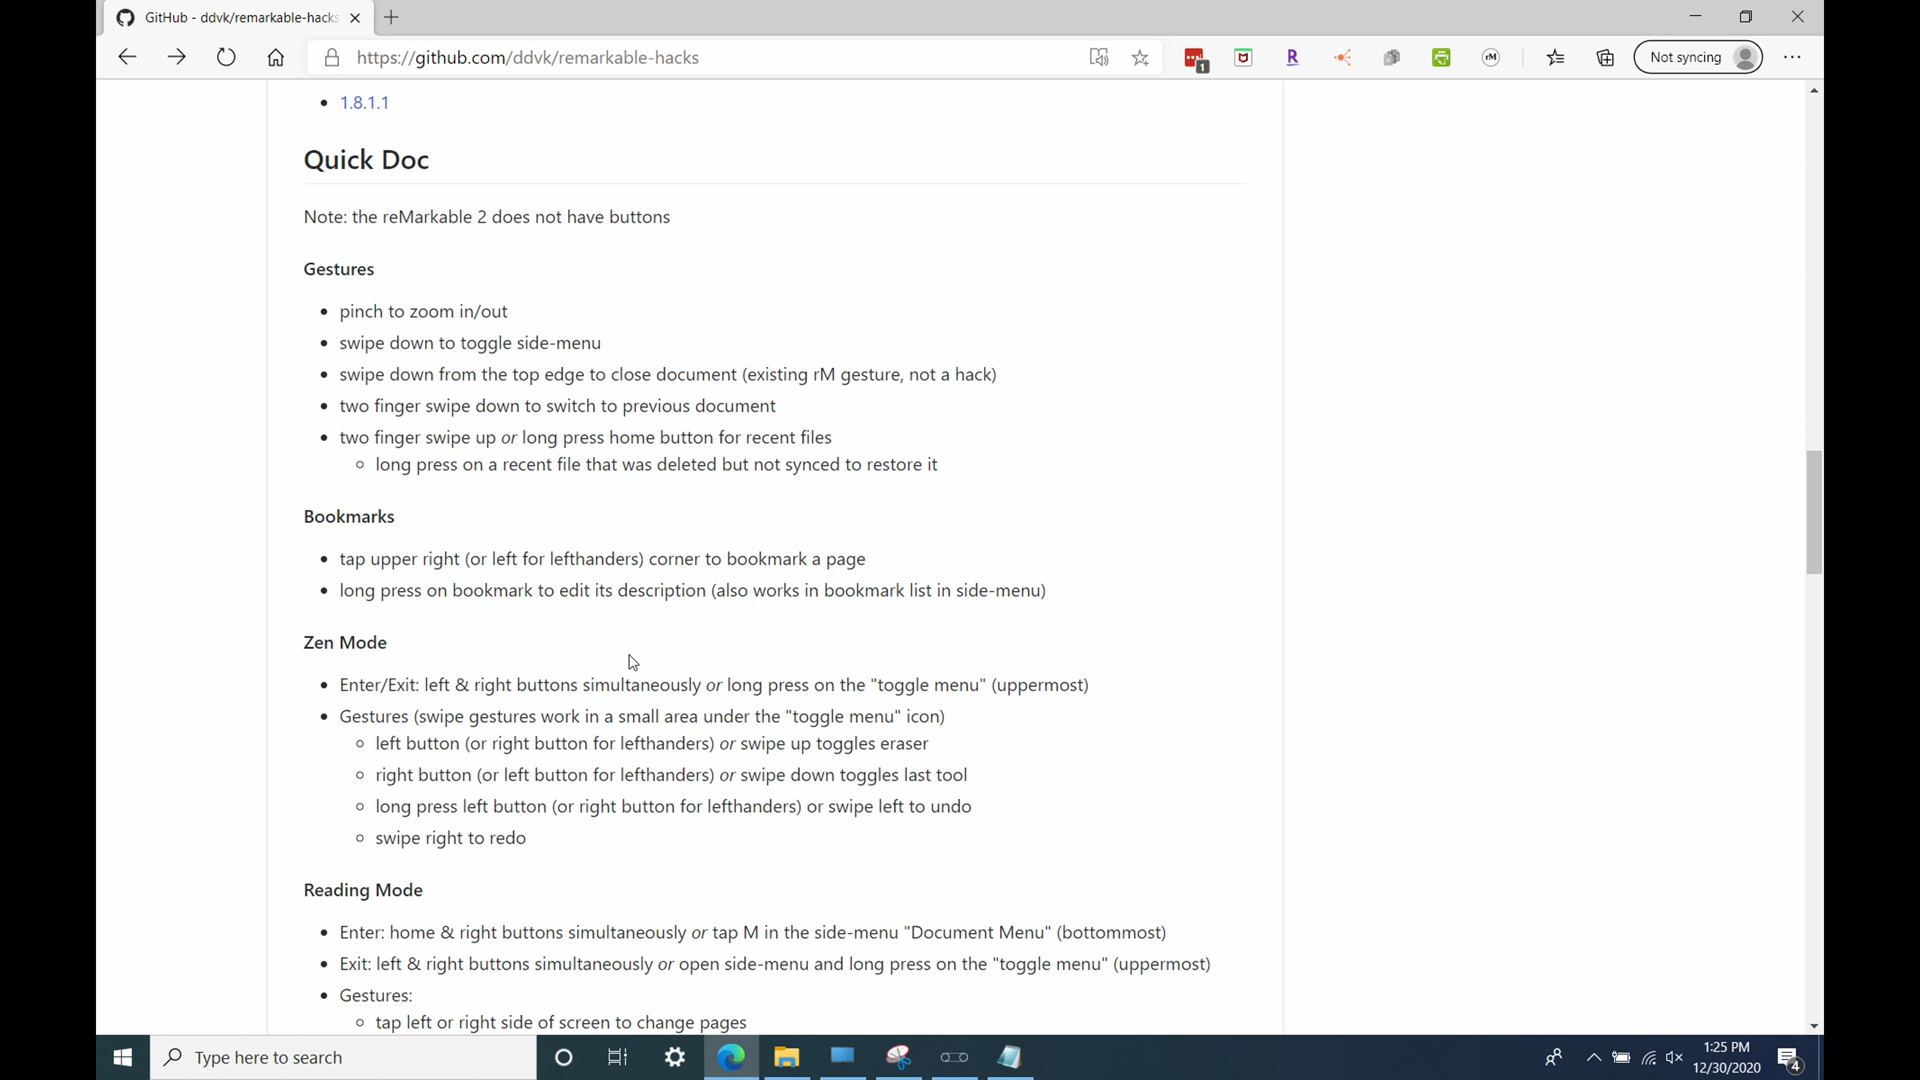 GitHub - ddvk/remarkable-hacks
https://github.com/ddvk/remarkable-hacks
1
R
rM
Not syncing
1.8.1.1
Quick Doc
Note: the reMarkable 2 does not have buttons
Gestures
pinch to zoom in/out
swipe down to toggle side-menu
swipe down from the top edge to close document (existing rM gesture, not a hack)
two finger swipe down to switch to previous document
two finger swipe up or long press home button for recent files
long press on a recent file that was deleted but not synced to restore it
Bookmarks
tap upper right (or left for lefthanders) corner to bookmark a page
long press on bookmark to edit its description (also works in bookmark list in side-menu)
Zen Mode
Enter/Exit: left & right buttons simultaneously or long press on the "toggle menu" (uppermost)
Gestures (swipe gestures work in a small area under the "toggle menu" icon)
left button (or right button for lefthanders) or swipe up toggles eraser
right button (or left button for lefthanders) or swipe down toggles last tool
long press left button (or right button for lefthanders) or swipe left to undo
swipe right to redo
Reading Mode
Enter: home & right buttons simultaneously or tap M in the side-menu "Document Menu" (bottommost)
Exit: left & right buttons simultaneously or open side-menu and long press on the "toggle menu" (uppermost)
Gestures:
tap left or right side of screen to change pages
Type here to search
1:25 PM
12/30/2020
4